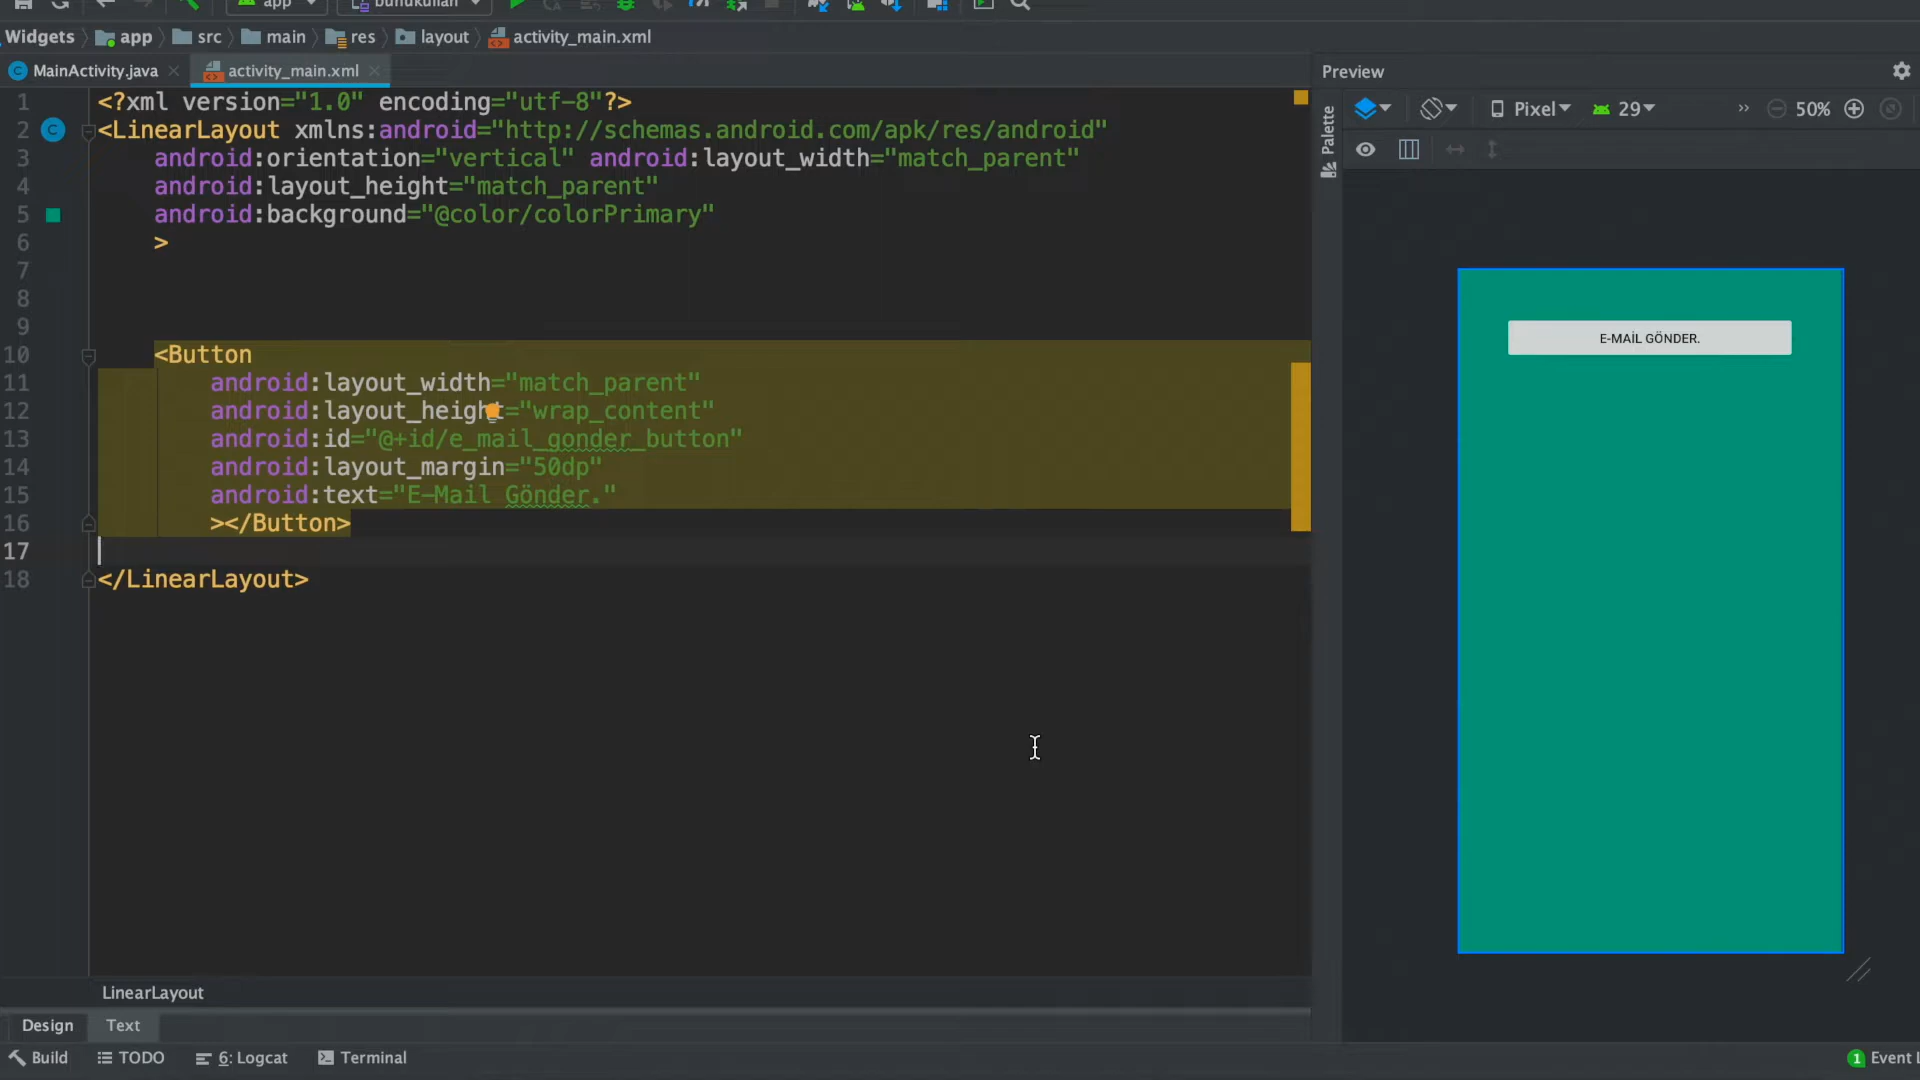 app
bunukullan
Widgets app src main res layout activity_main.xml
MainActivity.java activity_main.xml
1 <?xml version="1.0" encoding="utf-8"?>
2 <LinearLayout xmlns:android="http://schemas.android.com/apk/res/android"
3 android:orientation="vertical" android:layout_width="match_parent"
4 android:layout_height="match_parent"
5 android:background="@color/colorPrimary"
6 >
7
8
9
10 <Button
11 android:layout_width="match_parent"
12 android:layout_height="wrap_content"
13 android:id="@+id/e_mail_gonder_button"
14 android:layout_margin="50dp"
15 android:text="E-Mail Gönder."
16 ></Button>
17
18 </LinearLayout>
LinearLayout
Design Text
Build TODO 6: Logcat Terminal
Preview
Palette
Pixel 29 50%
E-MAİL GÖNDER.
1 Event